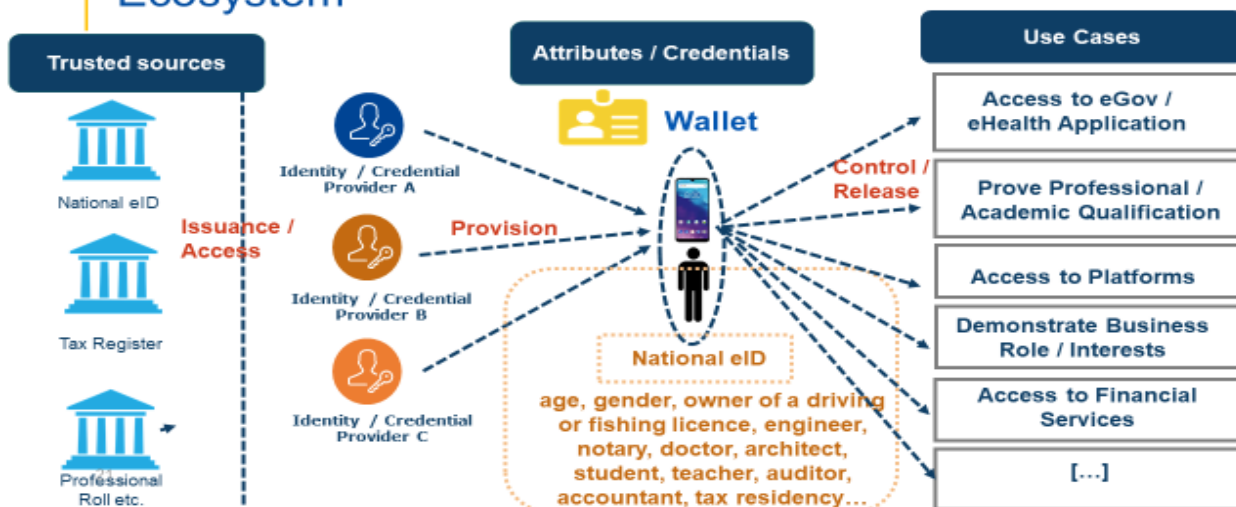 Ecosystem
Trusted sources
National eID
Tax Register
21
Professional
Roll etc.
Issuance /
Access
Identity / Credential
Provider A
Identity / Credential
Provider B
Identity / Credential
Provider C
Provision
Attributes / Credentials
Wallet
National eID
age, gender, owner of a driving
or fishing licence, engineer,
notary, doctor, architect,
student, teacher, auditor,
accountant, tax residency...
Control /
Release
Use Cases
Access to eGov /
eHealth Application
Prove Professional /
Academic Qualification
Access to Platforms
Demonstrate Business
Role / Interests
Access to Financial
Services
[...]